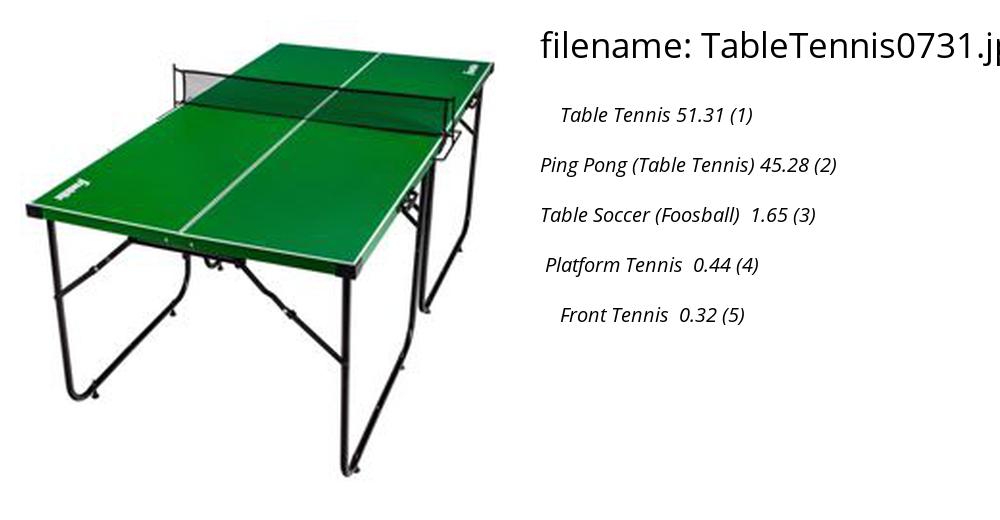 filename: TableTennis0731.j
Table Tennis 51.31 (1)
Ping Pong (Table Tennis) 45.28 (2)
Table Soccer (Foosball) 1.65 (3)
Platform Tennis 0.44 (4)
Front Tennis 0.32 (5)